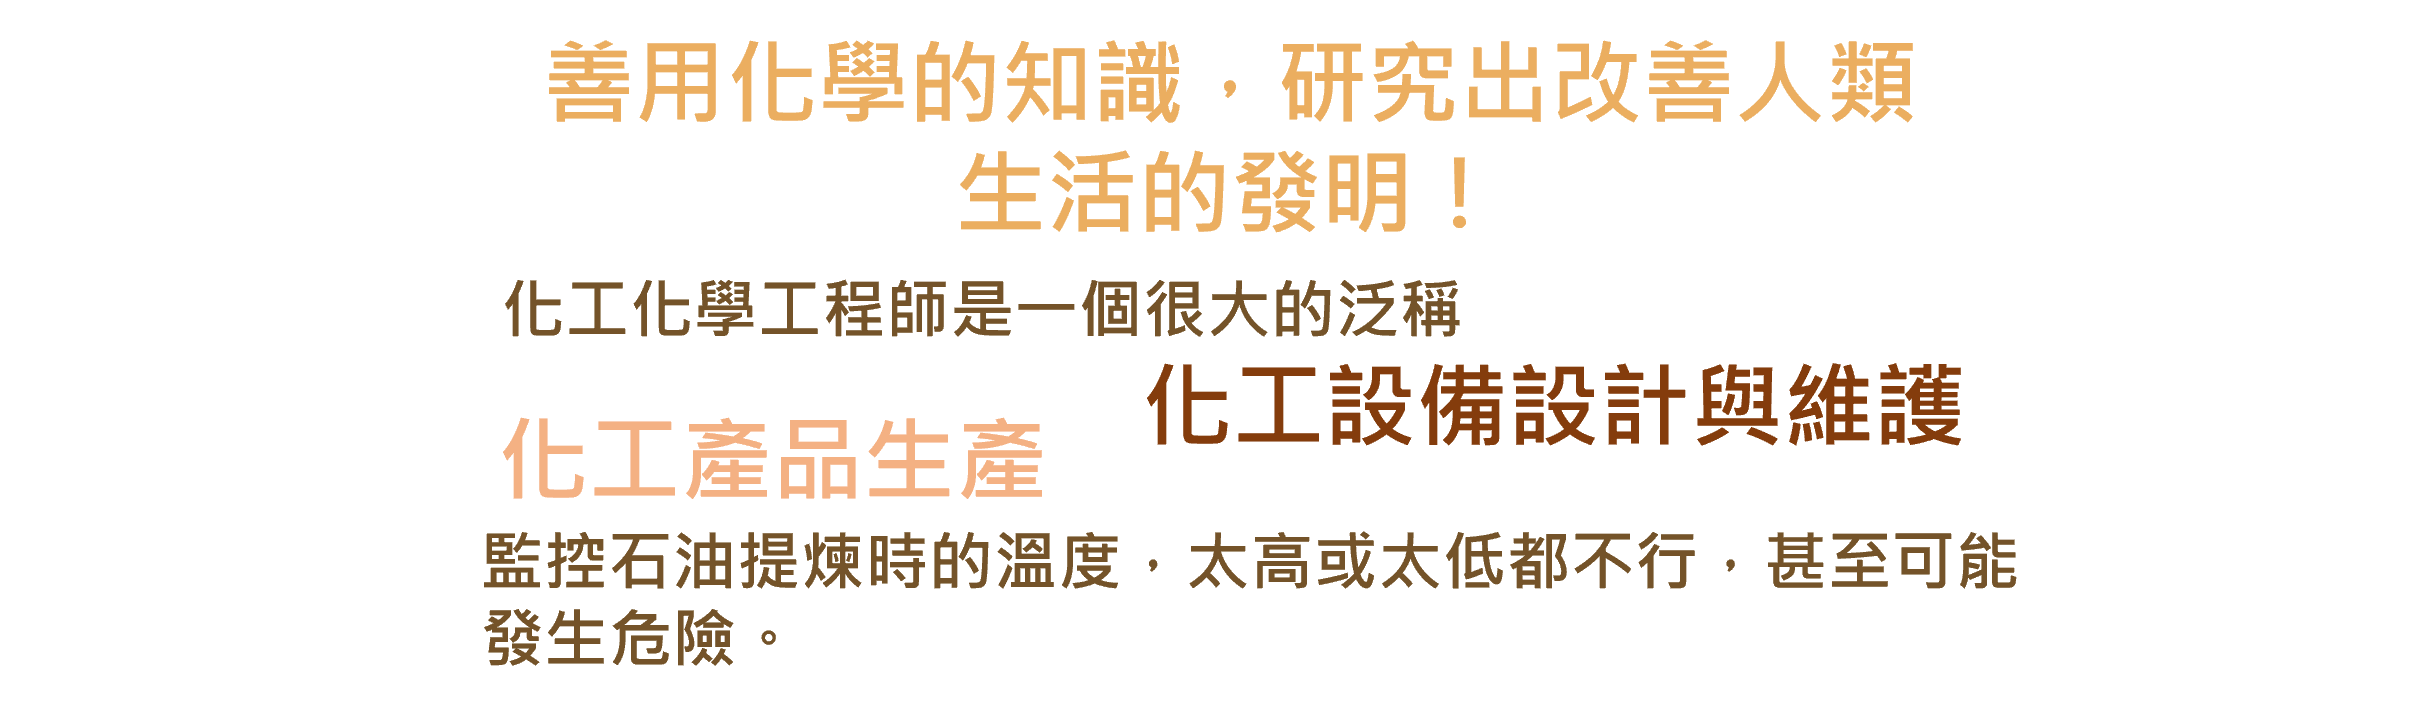 善用化學的知識，研究出改善人類
生活的發明！
化工化學工程師是一個很大的泛稱
化工設備設計與維護
化工產品生產
監控石油提煉時的溫度，太高或太低都不行，甚至可能
發生危險。